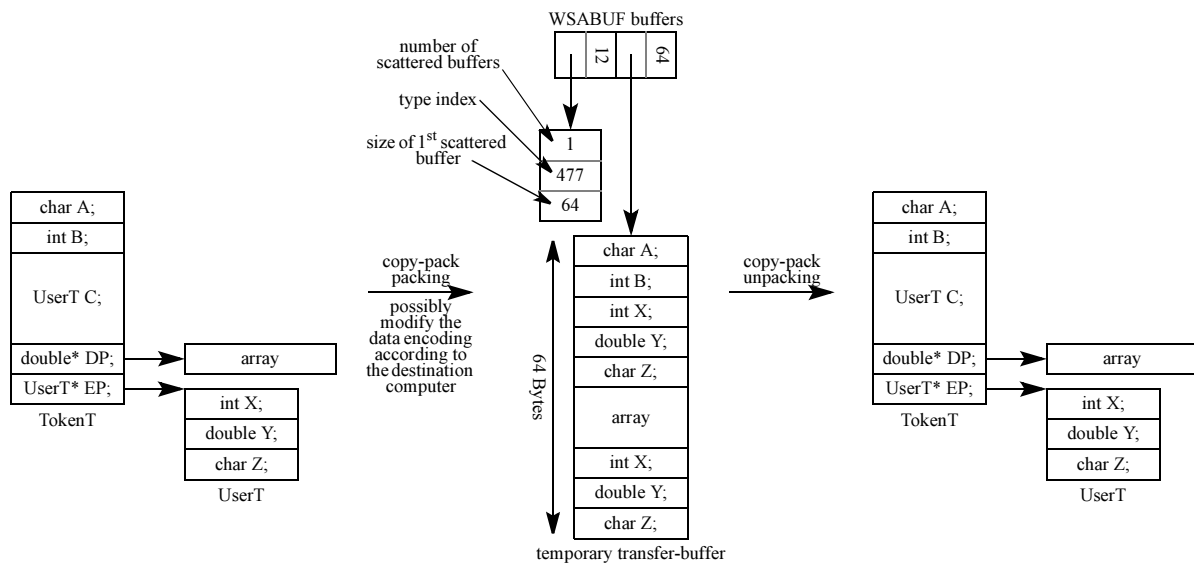 WSABUF buffers
12
64
number of
scattered buffers
type index
size of 1st scattered
buffer
1
477
64
char A;
int B;
UserT C;
double* DP;
UserT* EP;
TokenT
array
int X;
double Y;
char Z;
UserT
copy-pack
packing
possibly
modify the
data encoding
according to
the destination
computer
64 Bytes
char A;
int B;
int X;
double Y;
char Z;
array
int X;
double Y;
char Z;
temporary transfer-buffer
copy-pack
unpacking
char A;
int B;
UserT C;
double* DP;
UserT* EP;
TokenT
array
int X;
double Y;
char Z;
UserT